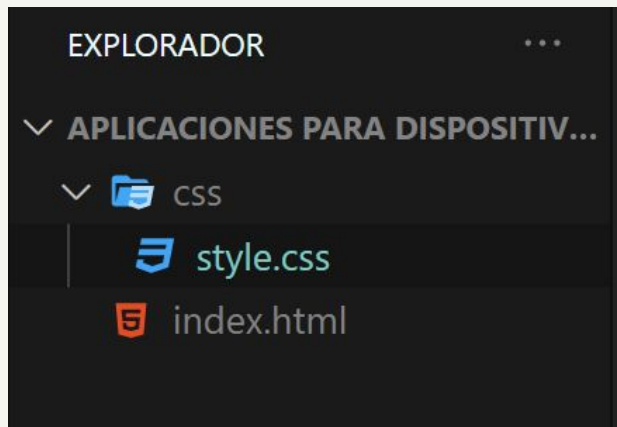 EXPLORADOR
APLICACIONES PARA DISPOSITIV...
css
style.css
index.html